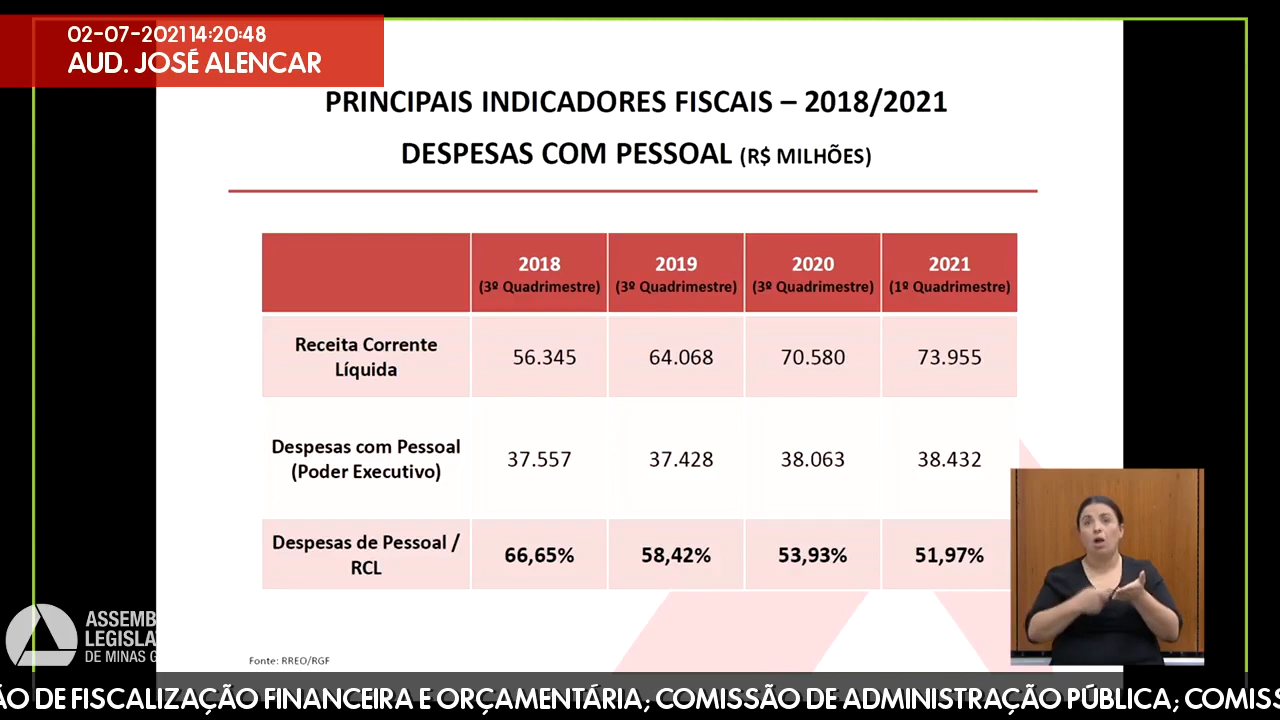 02-07-2021 14:20:48
AUD. JOSÉ ALENCAR
PRINCIPAIS INDICADORES FISCAIS – 2018/2021
DESPESAS COM PESSOAL (R$ MILHÕES)
2018 2019 2020 2021
(3º Quadrimestre) (3º Quadrimestre) (3º Quadrimestre) (1º Quadrimestre)
Receita Corrente
Líquida
56.345 64.068 70.580 73.955
Despesas com Pessoal
(Poder Executivo)
37.557 37.428 38.063 38.432
Despesas de Pessoal /
RCL
66,65% 58,42% 53,93% 51,97%
ASSEMB
LEGISLA
DE MINAS G
Fonte: RREO/RGF
ÃO DE FISCALIZAÇÃO FINANCEIRA E ORÇAMENTÁRIA; COMISSÃO DE ADMINISTRAÇÃO PÚBLICA; COMISS